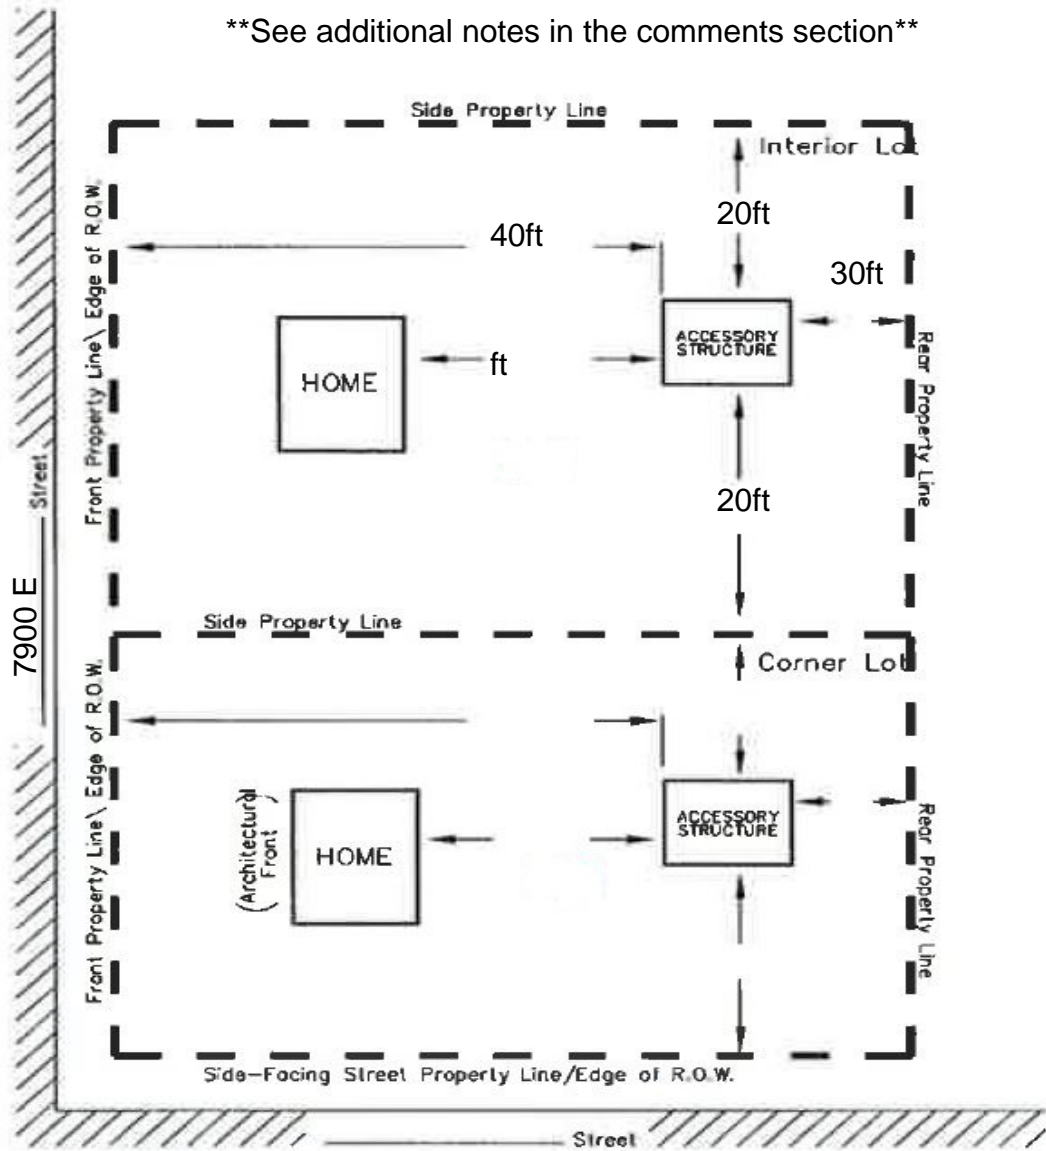 **See additional notes in the comments section**
Side Property Line
Interior Lot
Front Property Line\ Edge of R.O.W.
20ft
40ft
30ft
ACCESSORY
STRUCTURE
HOME
ft
Rear Property Line
Street
20ft
7900 E
Side Property Line
Corner Lot
Front Property Line\ Edge of R.O.W.
(Architectural
Front)
HOME
ACCESSORY
STRUCTURE
Rear Property Line
Side-Facing Street Property Line/Edge of R.O.W.
Street